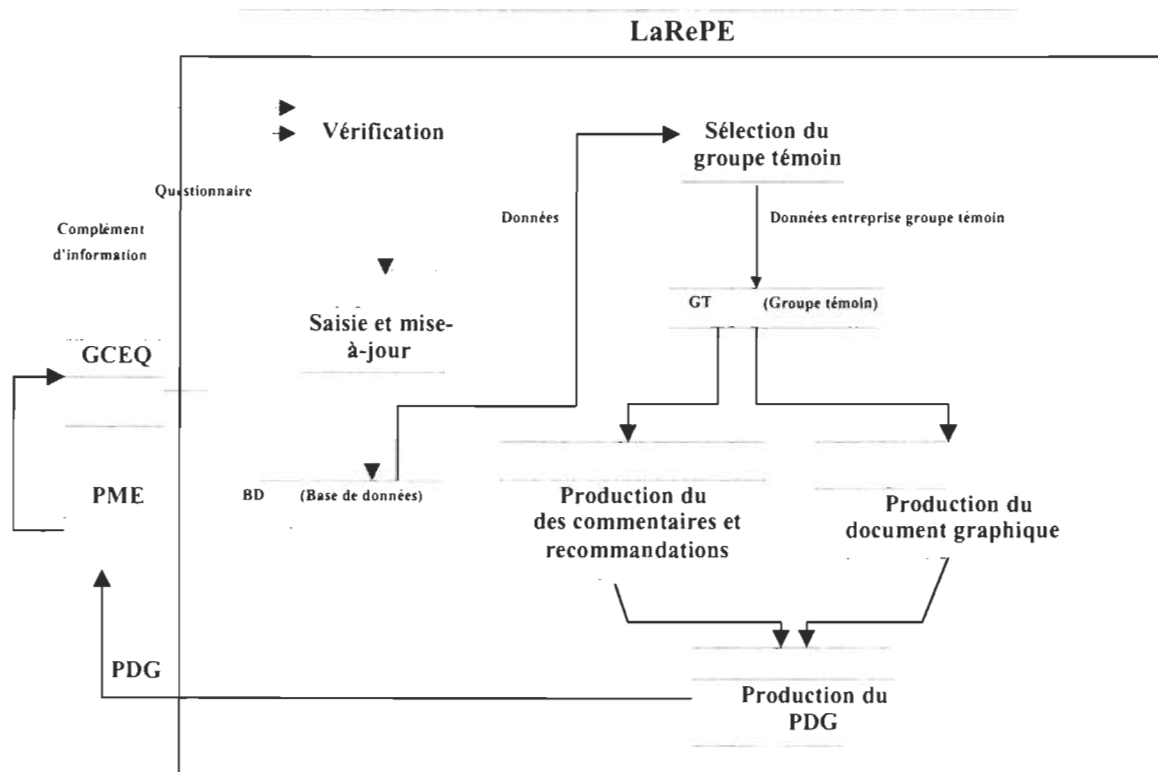 LaRePE
Vérification
Sélection du
groupe témoin
Questionnaire
Données
Données entreprise groupe témoin
Complément
d'information
GT (Groupe témoin)
Saisie et mise-
à-jour
GCEQ
PME
BD (Base de données)
Production du
des commentaires et
recommandations
Production du
document graphique
PDG
Production du
PDG